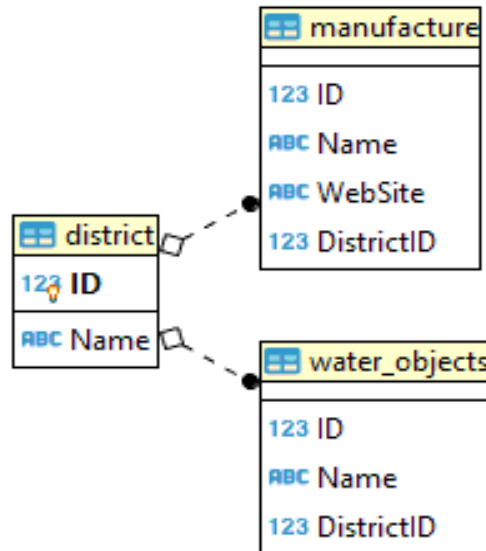 manufacture
123 ID
ABC Name
ABC WebSite
123 DistrictID
district
123 ID
ABC Name
water_objects
123 ID
ABC Name
123 DistrictID